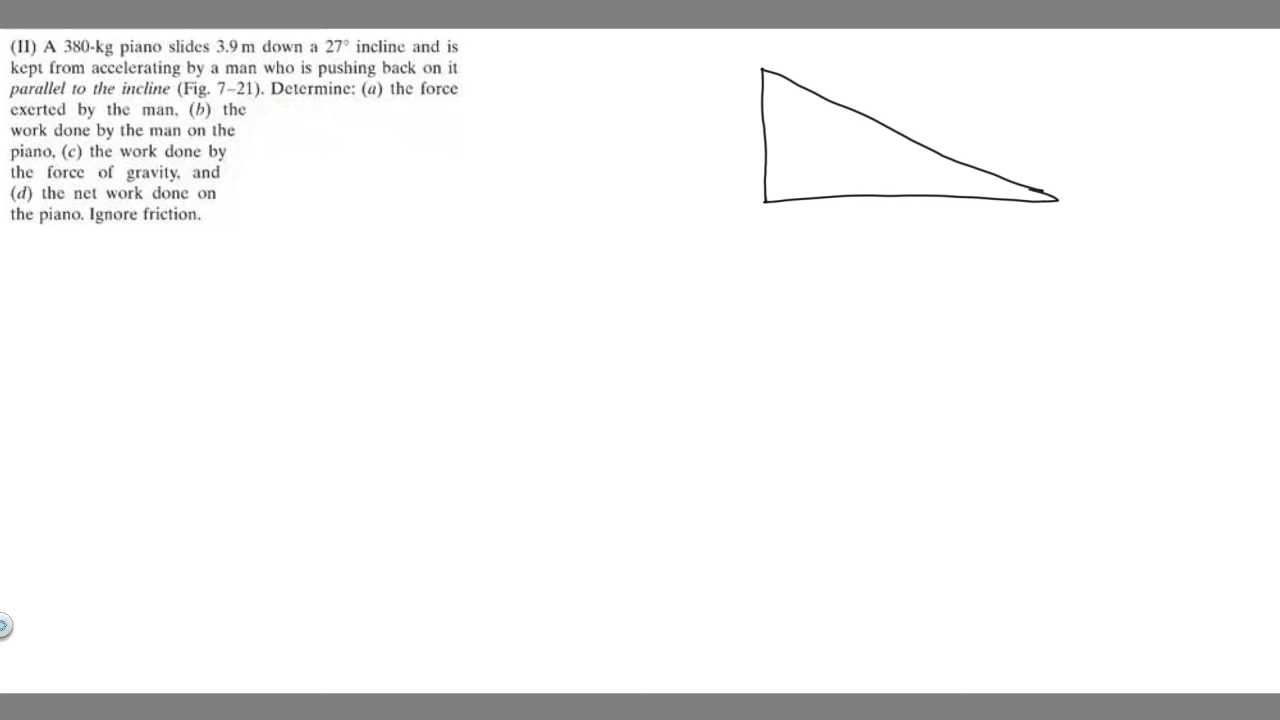 (II) A 380-kg piano slides 3.9 m down a 27° incline and is
kept from accelerating by a man who is pushing back on it
parallel to the incline (Fig. 7–21). Determine: (a) the force
exerted by the man, (b) the
work done by the man on the
piano, (c) the work done by
the force of gravity, and
(d) the net work done on
the piano. Ignore friction.